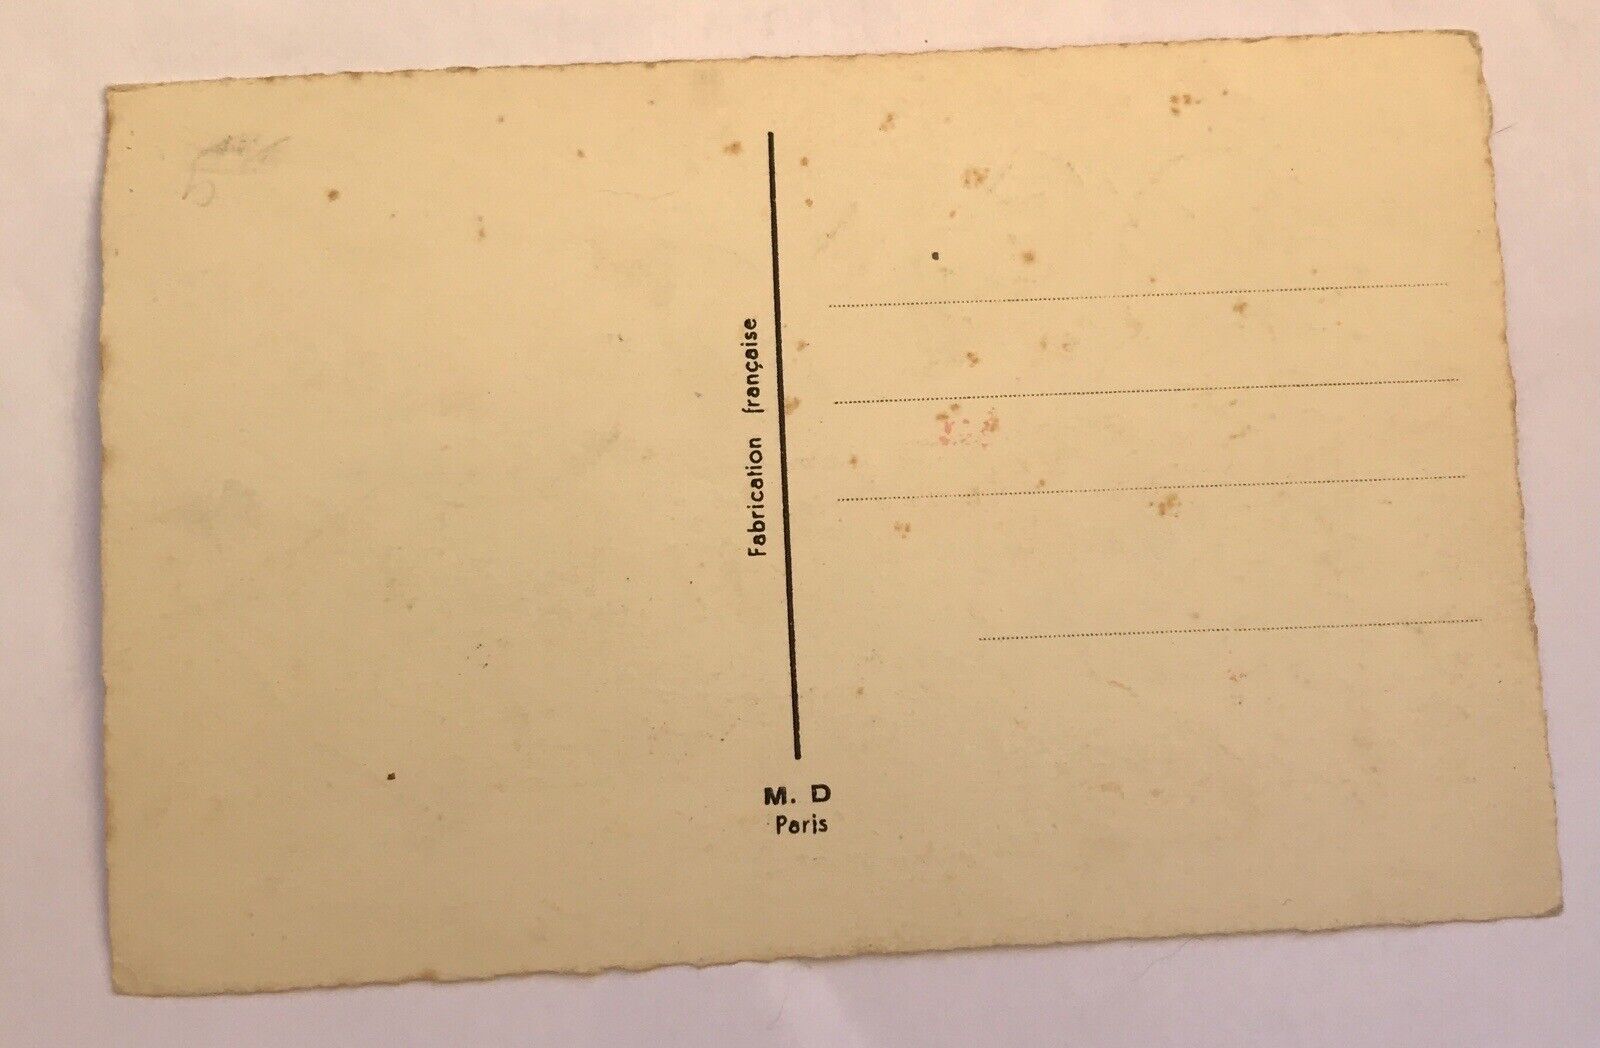 Fabrication française
M. D
Paris